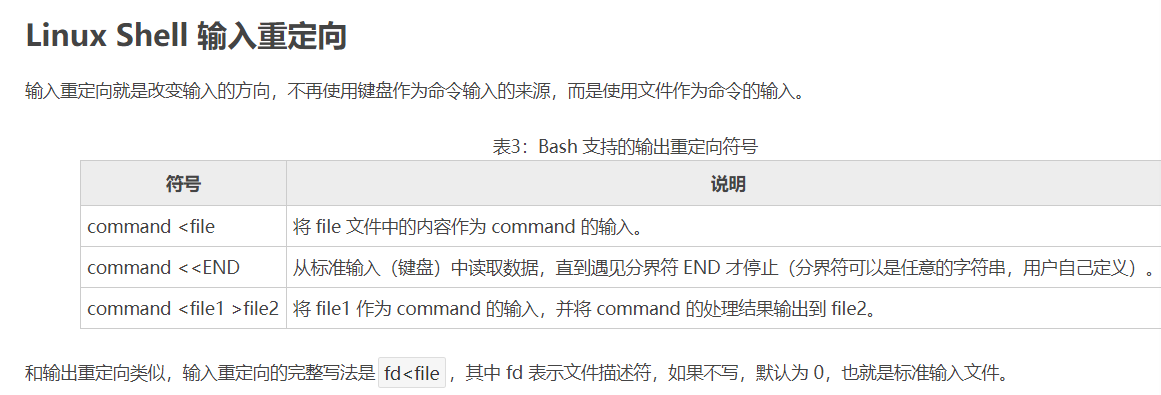 Linux Shell 输入重定向
输入重定向就是改变输入的方向，不再使用键盘作为命令输入的来源，而是使用文件作为命令的输入。
表3：Bash 支持的输出重定向符号
符号 说明
command <file 将 file 文件中的内容作为 command 的输入。
command <<END 从标准输入（键盘）中读取数据，直到遇见分界符 END 才停止（分界符可以是任意的字符串，用户自己定义）。
command <file1 >file2 将 file1 作为 command 的输入，并将 command 的处理结果输出到 file2。
和输出重定向类似，输入重定向的完整写法是 fd<file ，其中 fd 表示文件描述符，如果不写，默认为 0，也就是标准输入文件。